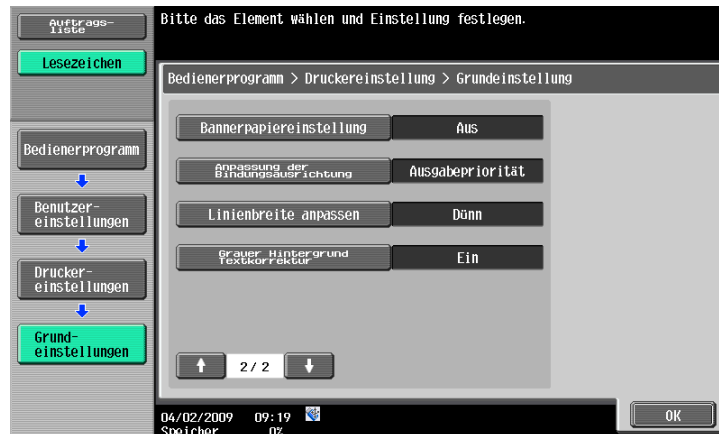 Auftrags-
liste
Lesezeichen
Bedienerprogramm
Benutzer-
einstellungen
Drucker-
einstellungen
Grund-
einstellungen
Bitte das Element wählen und Einstellung festlegen.
Bedienerprogramm > Druckereinstellung > Grundeinstellung
Bannerpapiereinstellung Aus
Anpassung der
Bindungsausrichtung Ausgabepriorität
Linienbreite anpassen Dünn
Grauer Hintergrund
Textkorrektur Ein
2/ 2
04/02/2009 09:19
Speicher 0%
OK